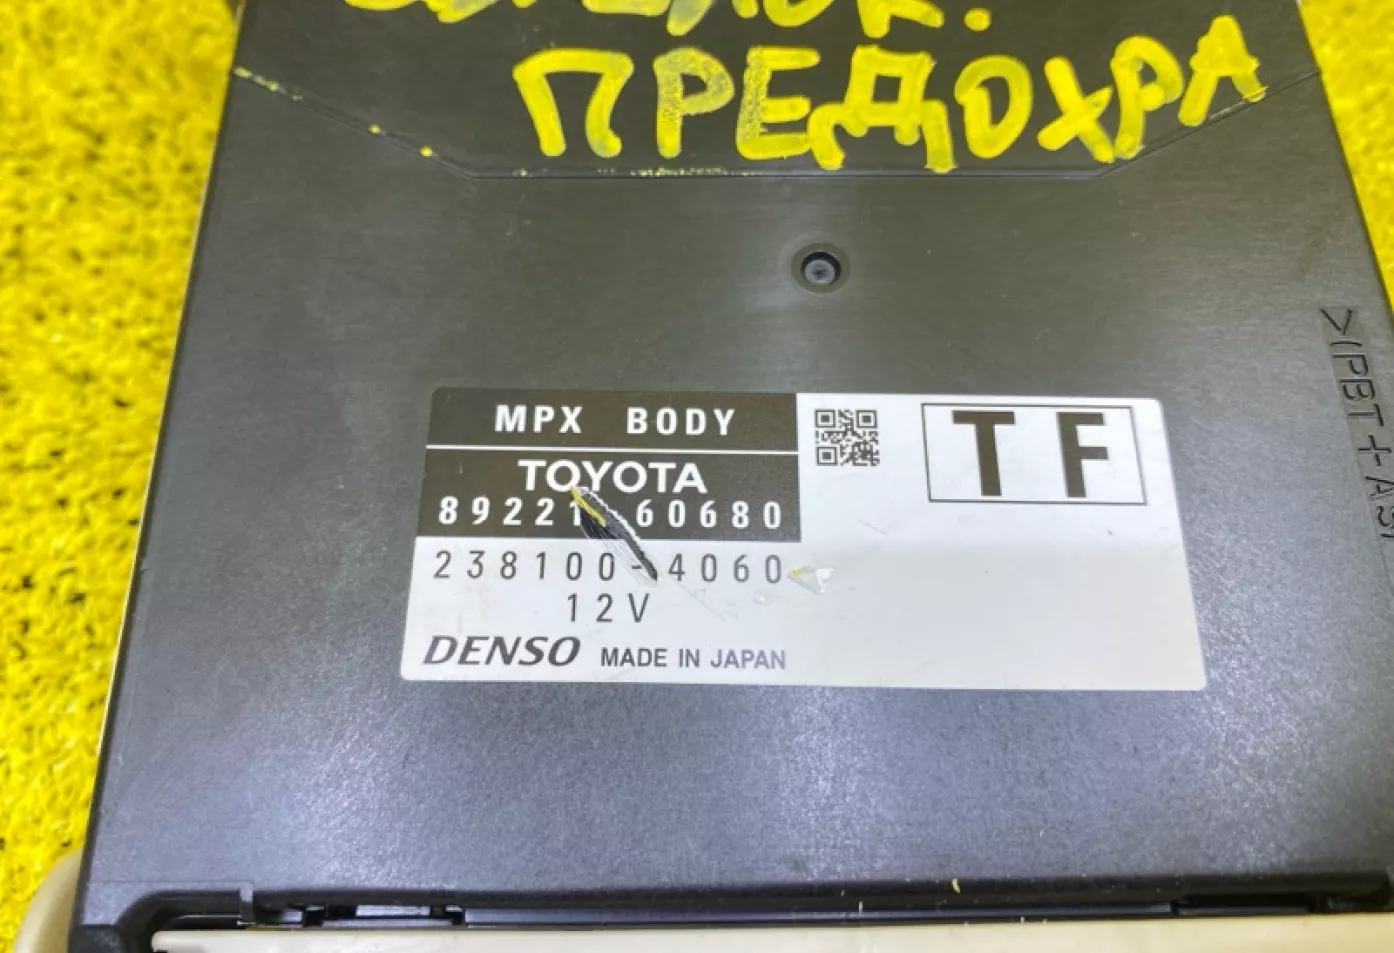 ПРЕДОХРА
MPX BODY
TF
TOYOTA
89221-60680
238100-4060
12V
DENSO MADE IN JAPAN